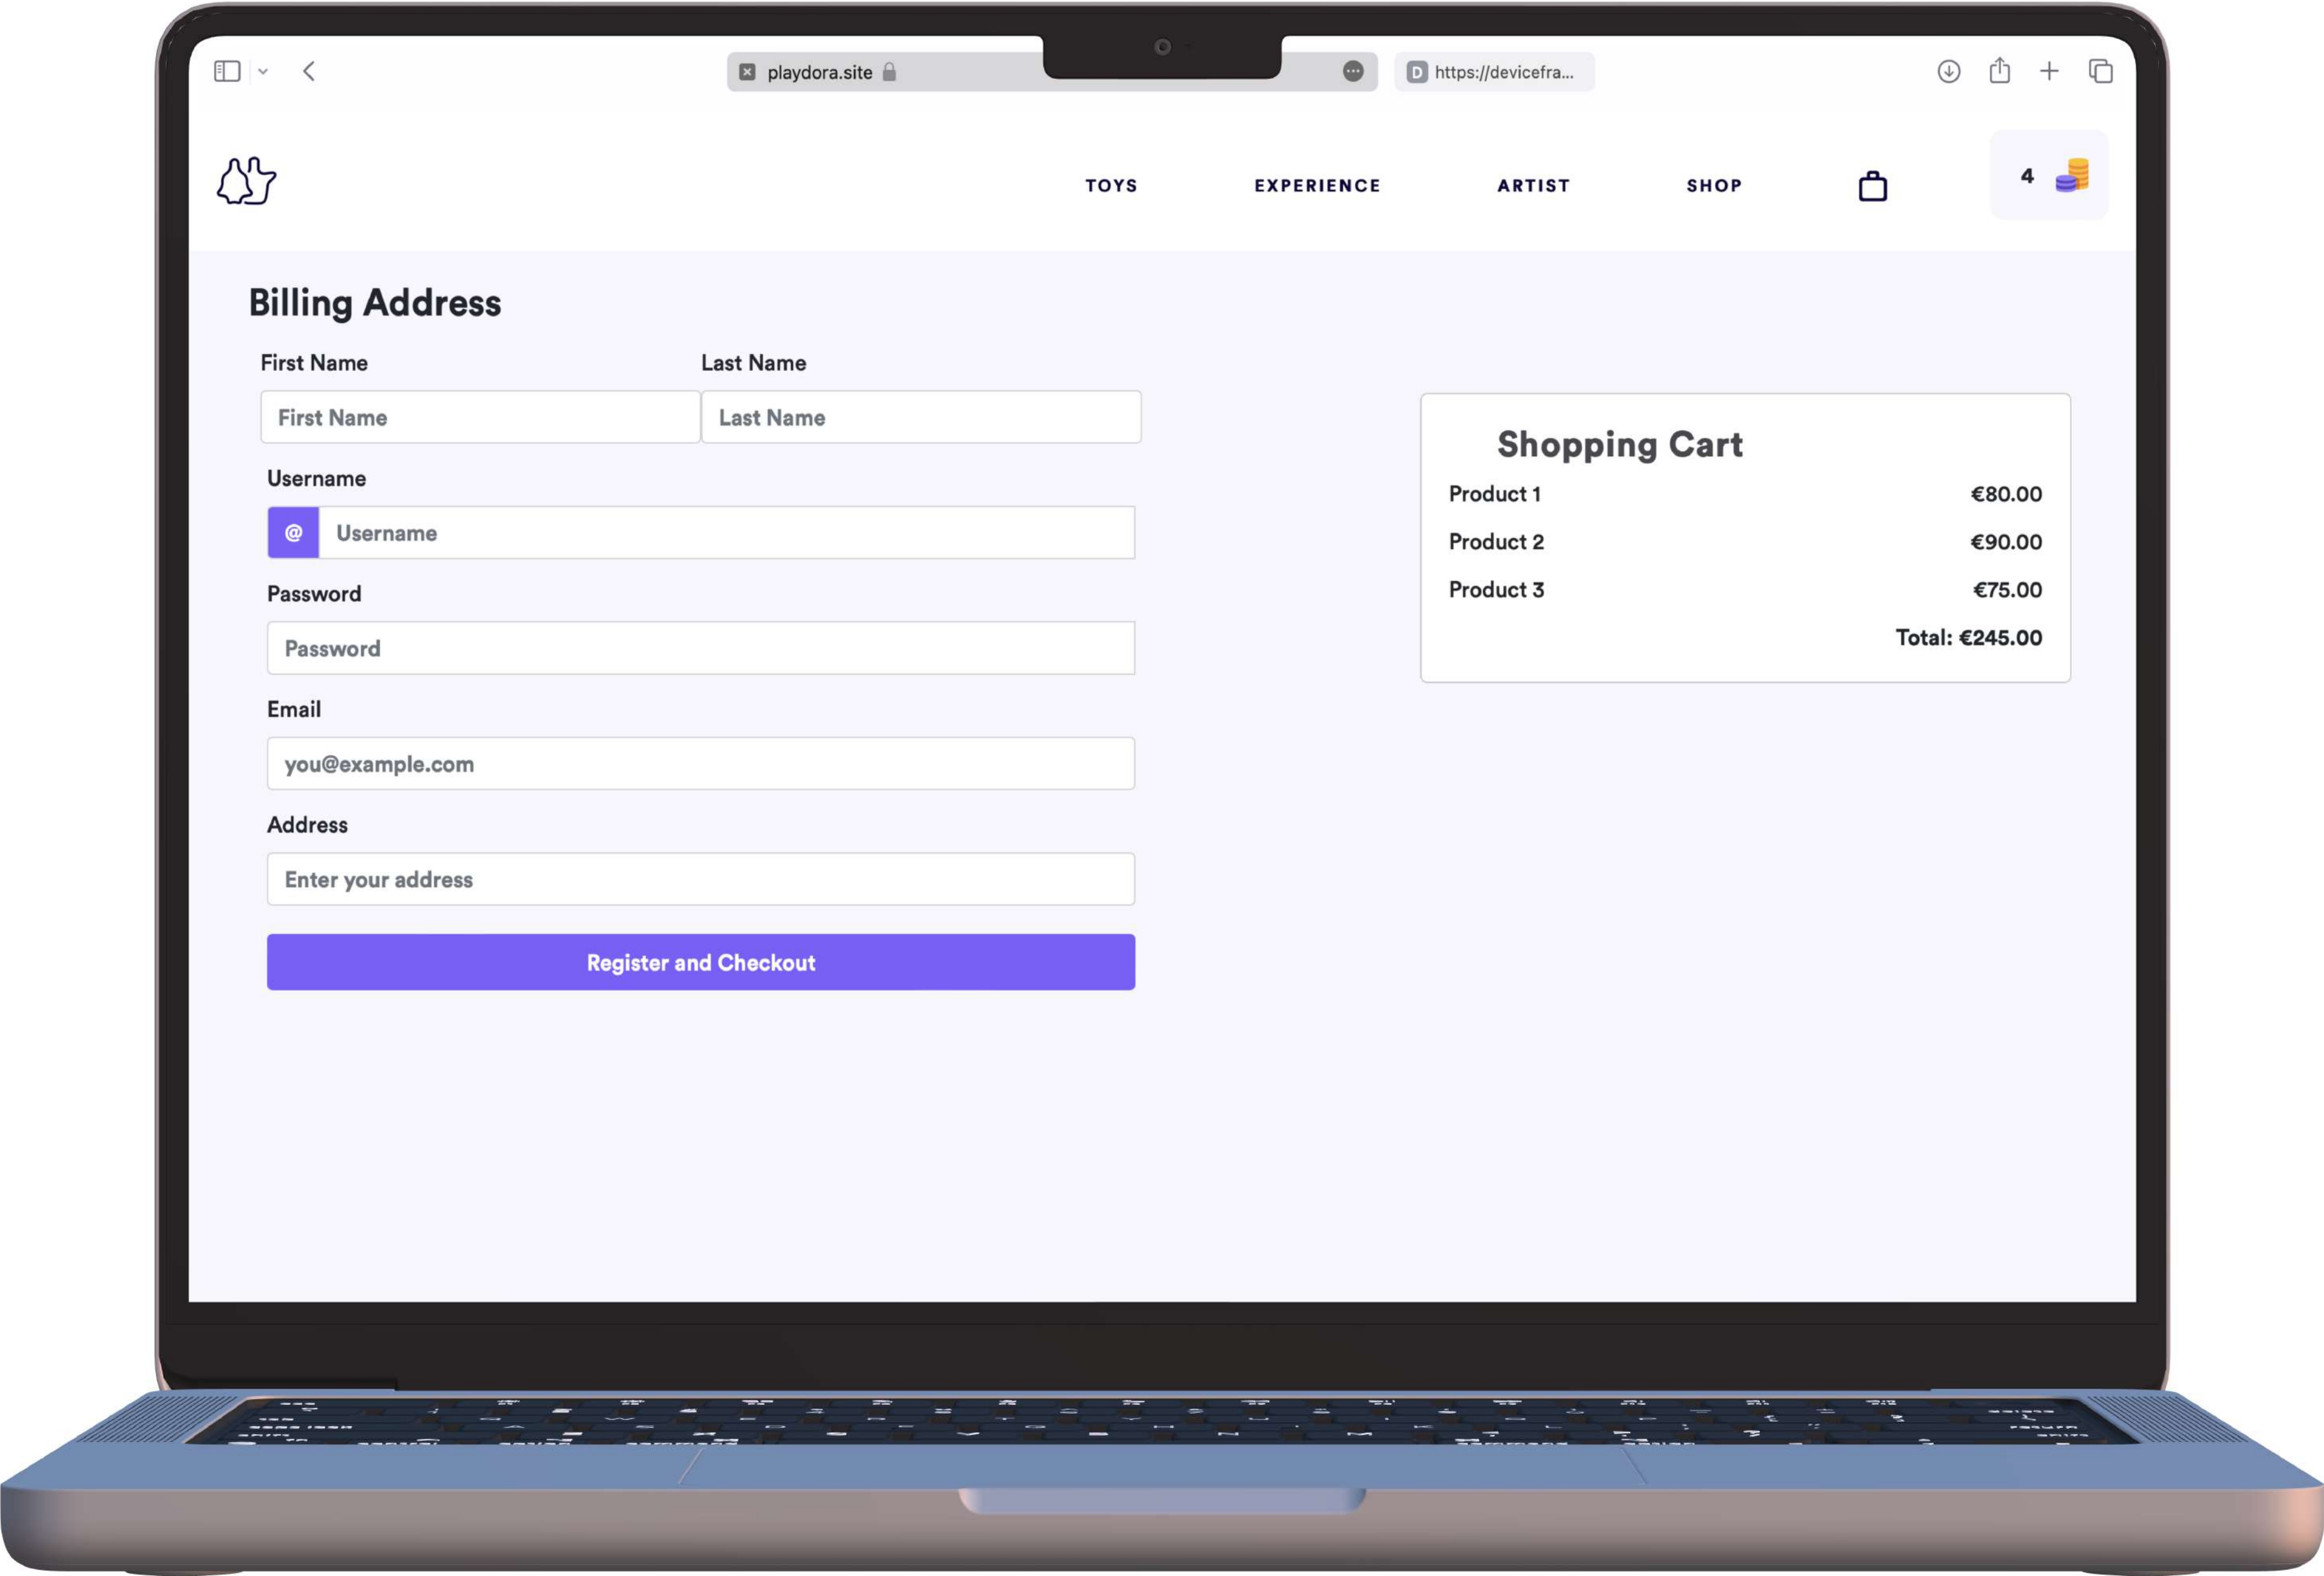 playdora.site
D https://devicefra...
TOYS EXPERIENCE ARTIST SHOP 4
Billing Address
First Name Last Name
First Name Last Name
Username
@ Username
Password
Password
Email
you@example.com
Address
Enter your address
Register and Checkout
Shopping Cart
Product 1 €80.00
Product 2 €90.00
Product 3 €75.00
Total: €245.00